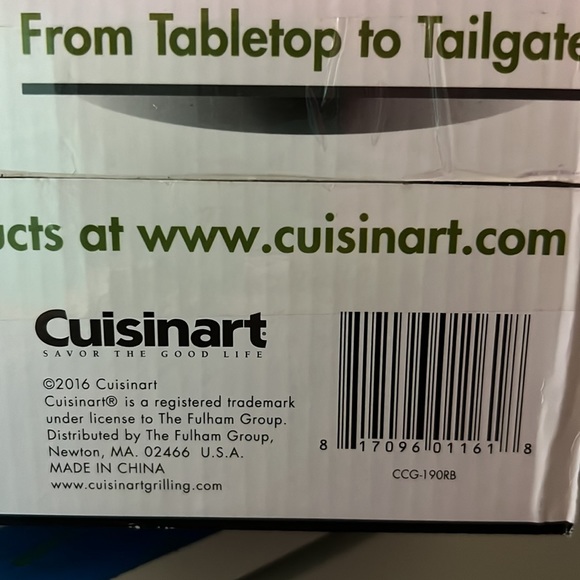 From Tabletop to Tailgate
ucts at www.cuisinart.com
Cuisinart
SAVOR THE GOOD LIFE
©2016 Cuisinart
Cuisinart® is a registered trademark
under license to The Fulham Group.
Distributed by The Fulham Group,
Newton, MA. 02466 U.S.A.
MADE IN CHINA
www.cuisinartgrilling.com
8 17096 01161 8
CCG-190RB